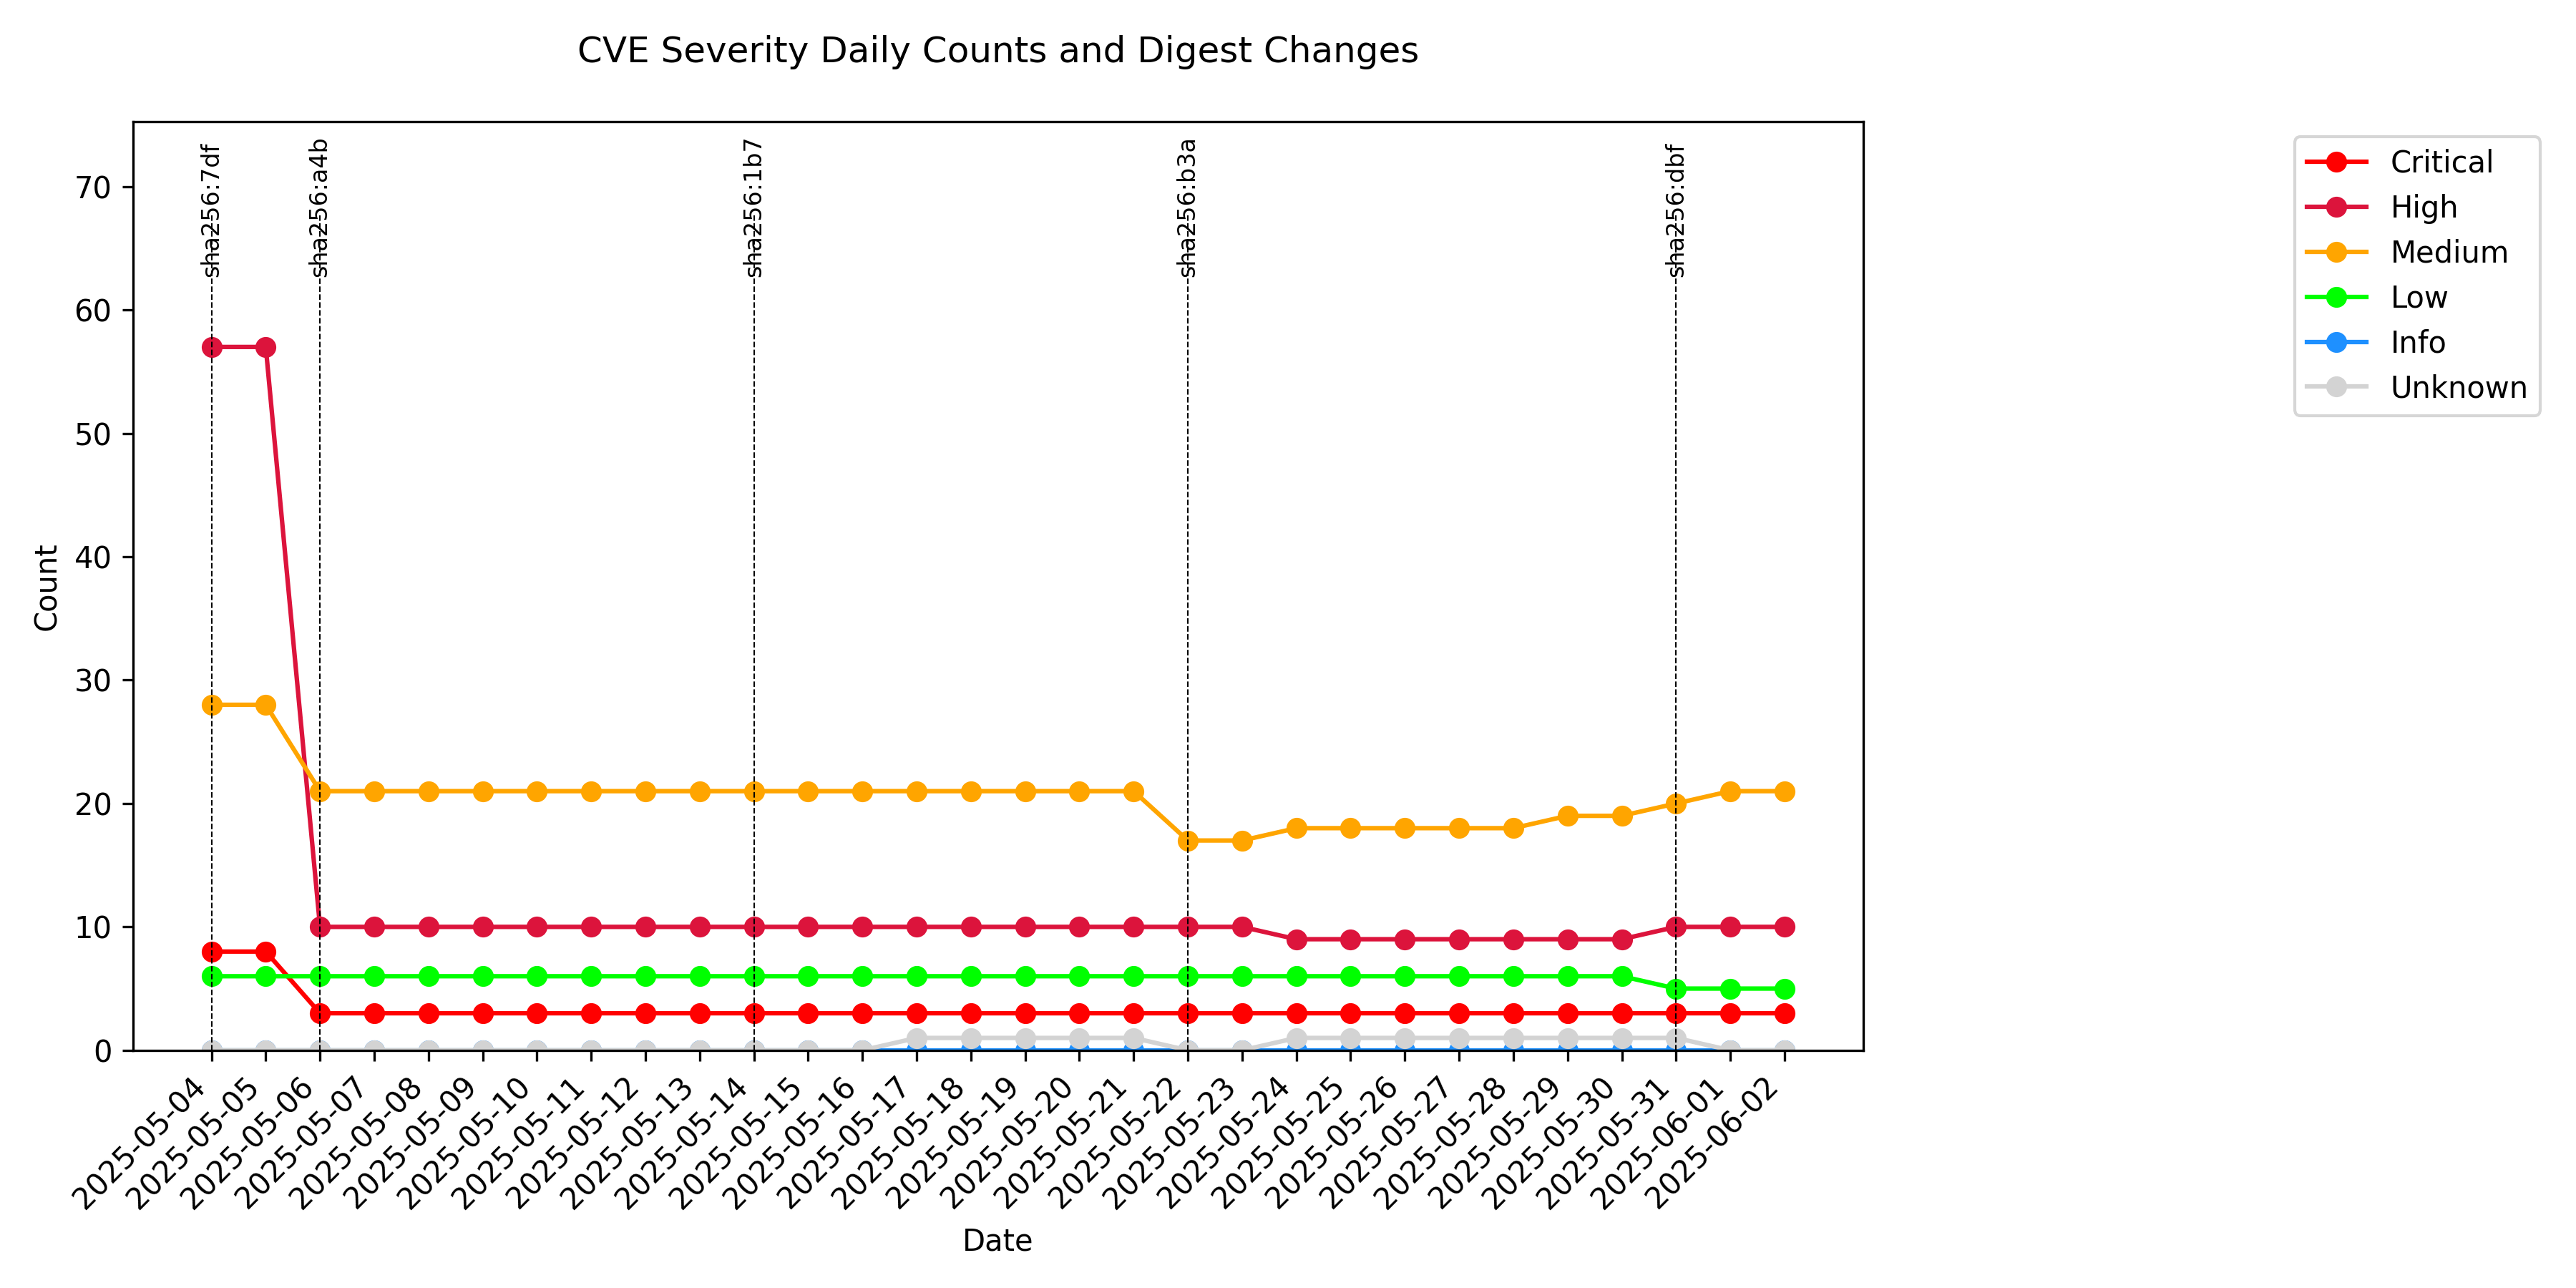 CVE Severity Daily Counts and Digest Changes
sha256:7df
sha256:a4b
sha256:1b7
sha256:b3a
sha256:dbf
Critical
High
Medium
Low
Info
Unknown
Count
70
60
50
40
30
20
10
0
2025-05-04
2025-05-05
2025-05-06
2025-05-07
2025-05-08
2025-05-09
2025-05-10
2025-05-11
2025-05-12
2025-05-13
2025-05-14
2025-05-15
2025-05-16
2025-05-17
2025-05-18
2025-05-19
2025-05-20
2025-05-21
2025-05-22
2025-05-23
2025-05-24
2025-05-25
2025-05-26
2025-05-27
2025-05-28
2025-05-29
2025-05-30
2025-05-31
2025-06-01
2025-06-02
Date